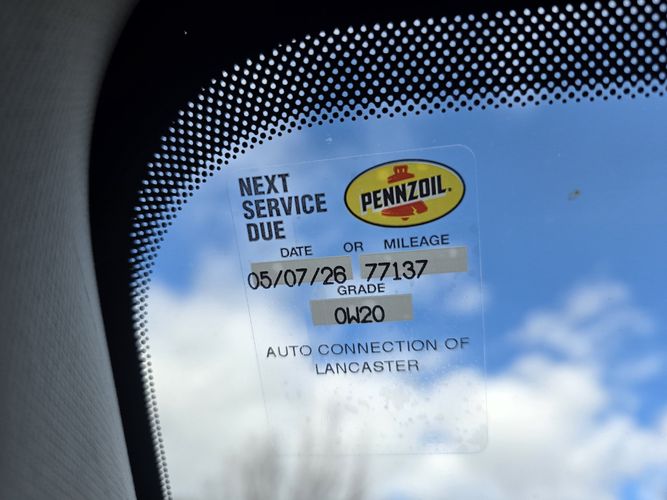 NEXT
SERVICE
DUE
PENNZOIL.
DATE OR MILEAGE
05/07/26 77137
GRADE
0W20
AUTO CONNECTION OF
LANCASTER